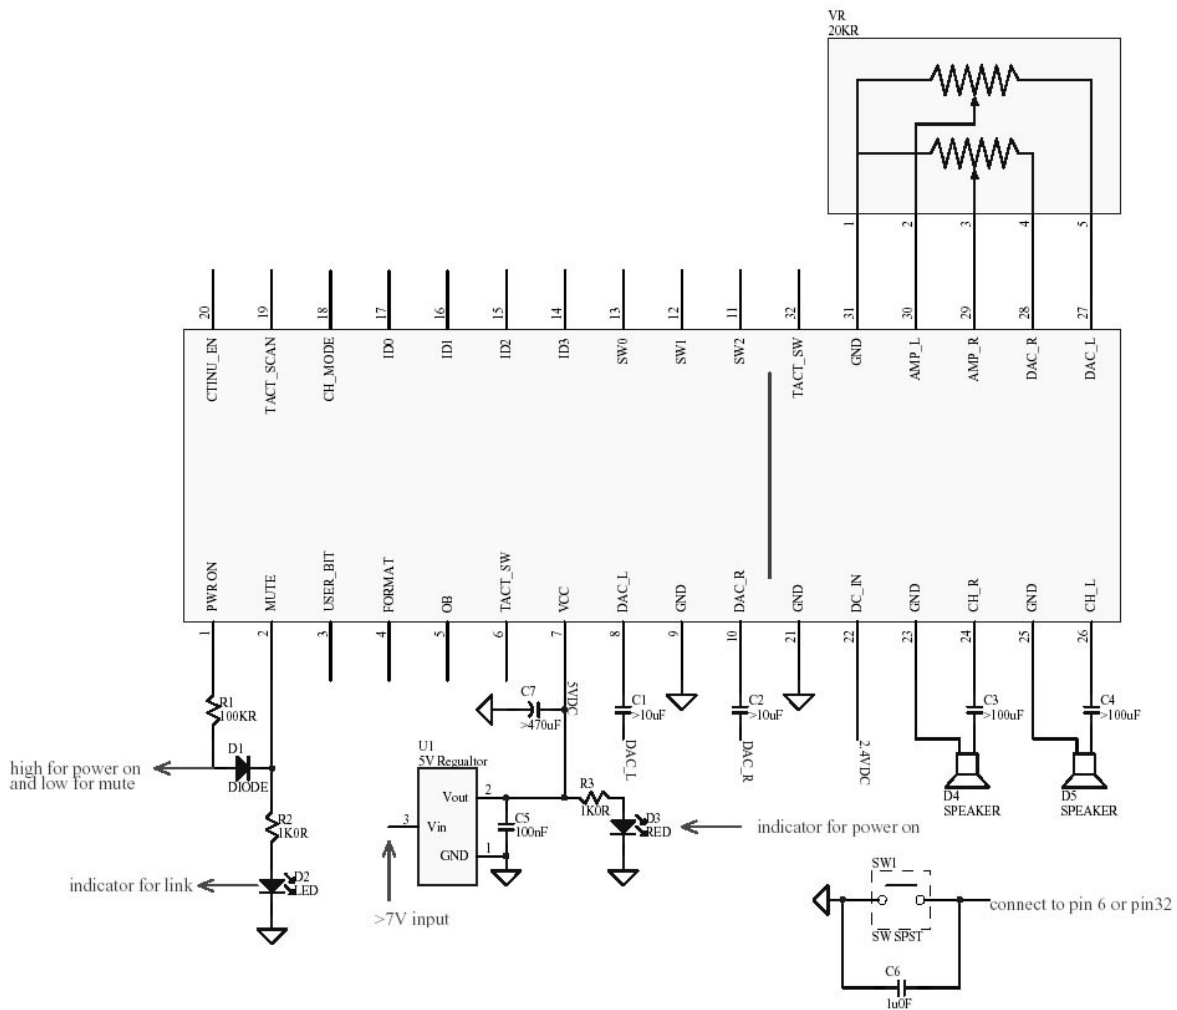 VR
20KR
1
2
3
4
5
20
19
18
17
16
15
14
13
12
11
32
31
30
29
28
27
CTINU_EN
TACT_SCAN
CH_MODE
ID0
ID1
ID2
ID3
SW0
SW1
SW2
TACT_SW
GND
AMP_L
AMP_R
DAC_R
DAC_L
PWRON
MUTE
USER_BIT
FORMAT
OB
TACT_SW
VCC
DAC_L
GND
DAC_R
GND
DC_IN
GND
CH_R
GND
CH_L
1
2
3
4
5
6
7
8
9
10
21
22
23
24
25
26
R1
100KR
C7
>470uF
5VDC
C1
>10uF
DAC_L
C2
>10uF
DAC_R
2.4VDC
C3
>100uF
C4
>100uF
D1
DIODE
high for power on
and low for mute
U1
5V Regualtor
Vout
2
3
Vin
GND
1
C5
100nF
R3
1K0R
D3
RED
indicator for power on
D4
SPEAKER
D5
SPEAKER
R2
1K0R
indicator for link
D2
LED
>7V input
SW1
SW SPST
connect to pin 6 or pin32
C6
1u0F